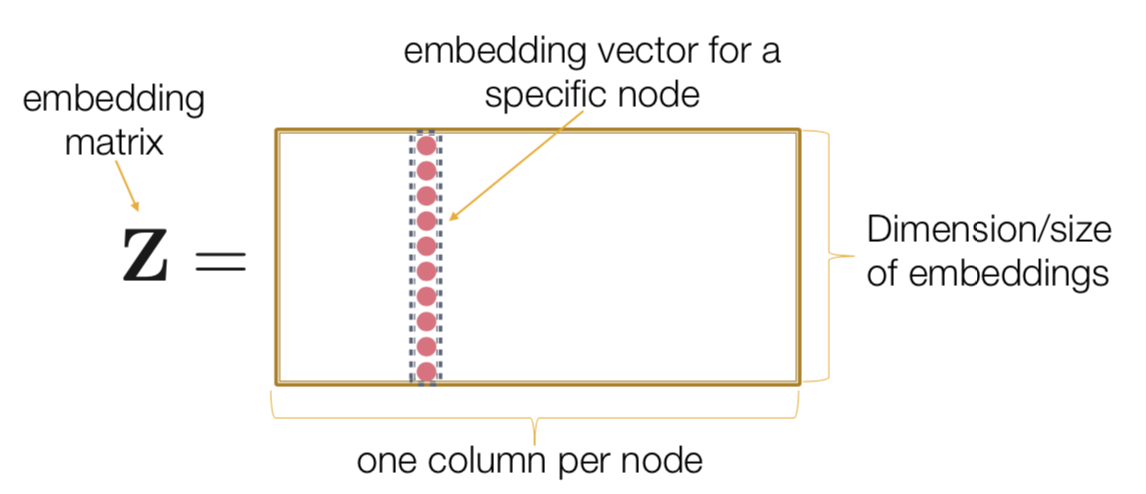 embedding vector for a
specific node
embedding
matrix
Z =
Dimension/size
of embeddings
one column per node